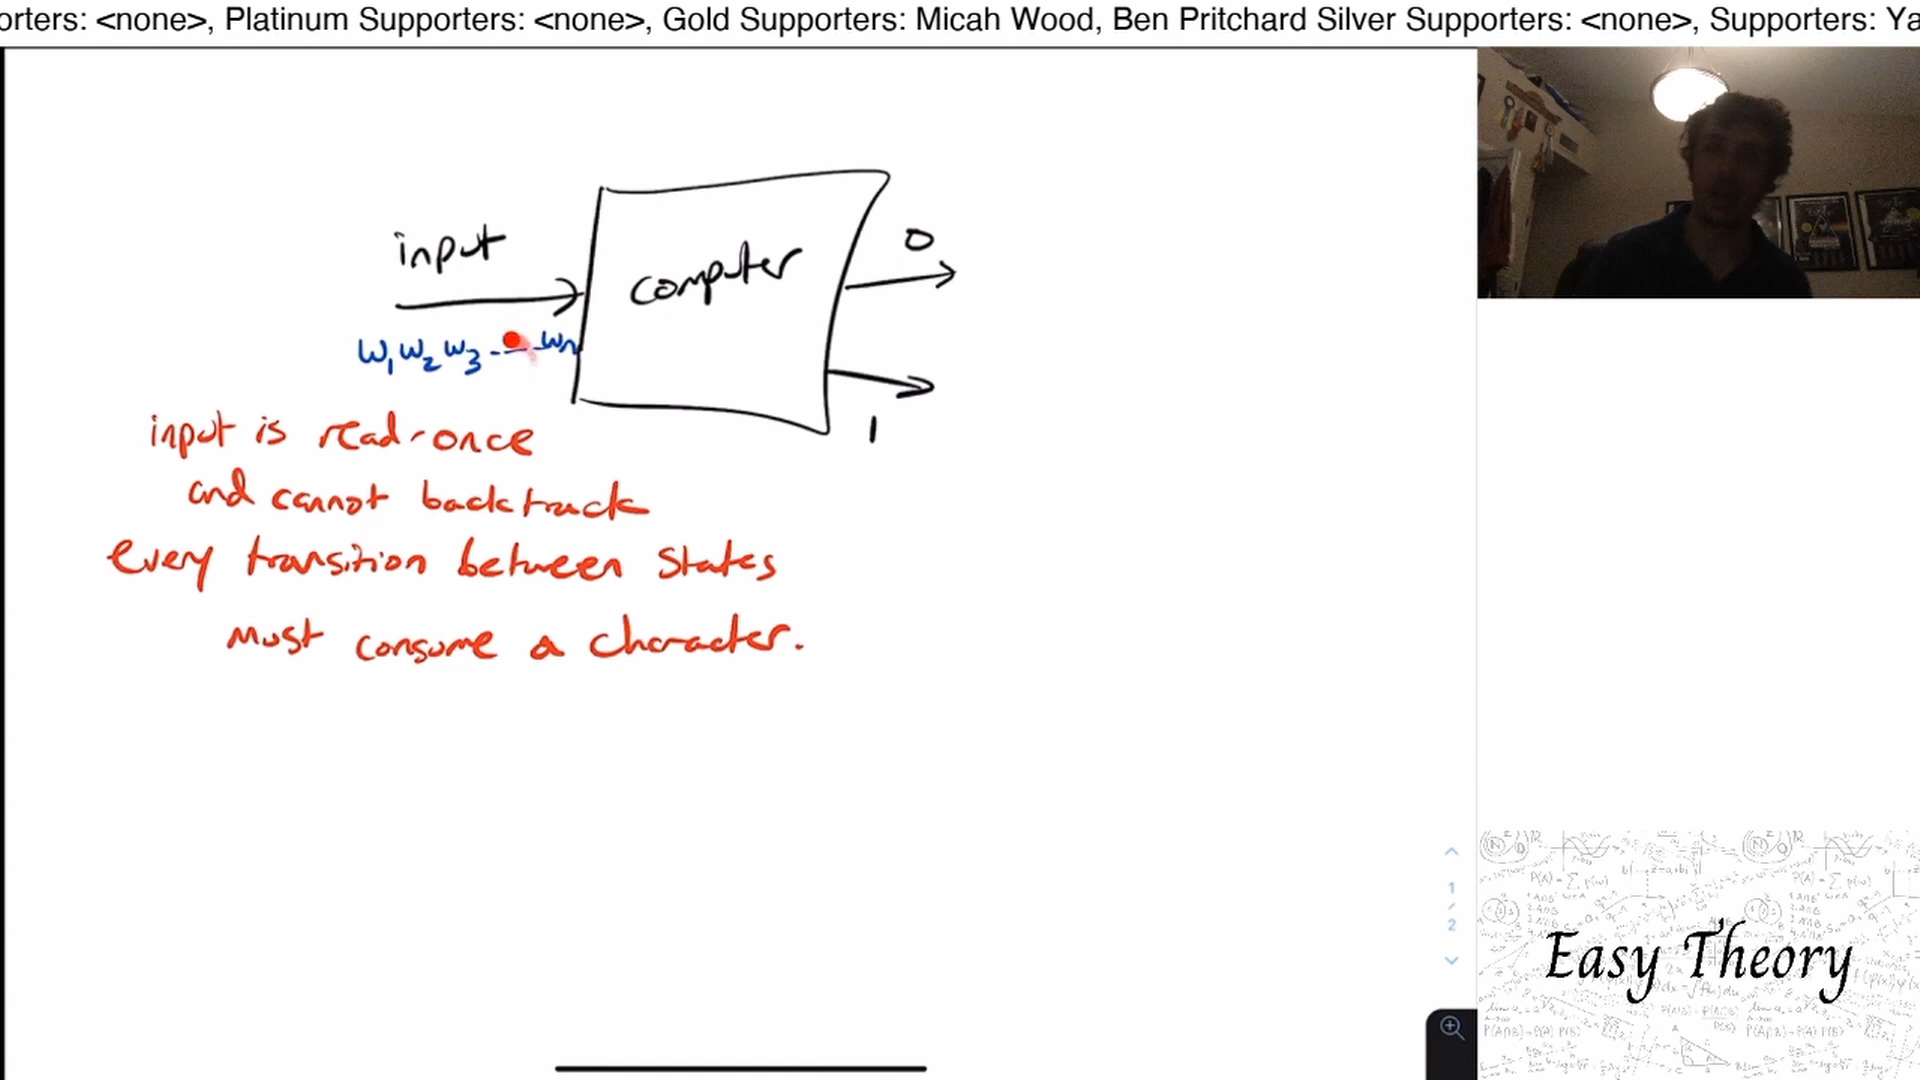 orters: <none>, Platinum Supporters: <none>, Gold Supporters: Micah Wood, Ben Pritchard Silver Supporters: <none>, Supporters: Ya
input
computer
0
w₁ w₂ w₃ - - - wₙ
1
input is read-once
and cannot backtrack
every transition between states
must consume a character.
1
2
Easy Theory